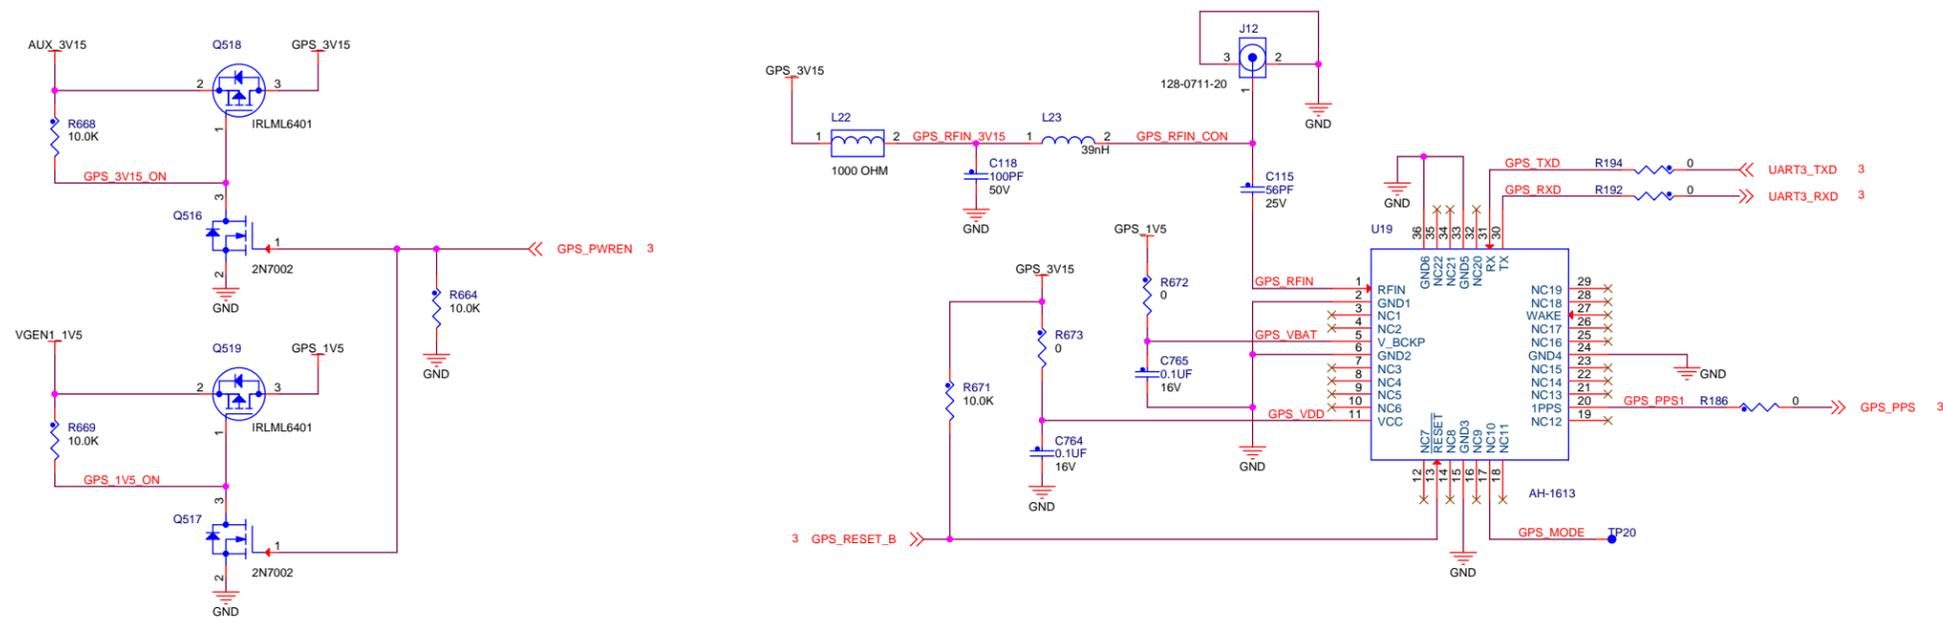 AUX_3V15
Q518
GPS_3V15
2
3
IRLML6401
1
R668
10.0K
GPS_3V15_ON
3
Q516
1
2N7002
2
GND
GPS_PWREN 3
R664
10.0K
GND
VGEN1_1V5
Q519
GPS_1V5
2
3
IRLML6401
1
R669
10.0K
GPS_1V5_ON
3
Q517
1
2N7002
2
GND
GPS_3V15
L22
1
2
1000 OHM
GPS_RFIN_3V15
C118
100PF
50V
GND
L23
1
2
39nH
GPS_RFIN_CON
J12
3
2
128-0711-20
1
GND
C115
56PF
25V
GPS_RFIN
GPS_1V5
R672
0
GPS_VBAT
C765
0.1UF
16V
GND
GPS_3V15
R673
0
GPS_VDD
C764
0.1UF
16V
GND
R671
10.0K
3 GPS_RESET_B
GND
GPS_TXD
R194
0
UART3_TXD 3
GPS_RXD
R192
0
UART3_RXD 3
U19
36
35
34
33
32
31
30
GND6
NC22
NC21
GND5
NC20
RX
TX
1 RFIN
2 GND1
3 NC1
4 NC2
5 V_BCKP
6 GND2
7 NC3
8 NC4
9 NC5
10 NC6
11 VCC
NC19 29
NC18 28
WAKE 27
NC17 26
NC16 25
GND4 24
NC15 23
NC14 22
NC13 21
1PPS 20
NC12 19
NC7
RESET
NC8
GND3
NC9
NC10
NC11
12
13
14
15
16
17
18
AH-1613
GND
GPS_PPS1
R186
0
GPS_PPS 3
GPS_MODE
TP20
GND